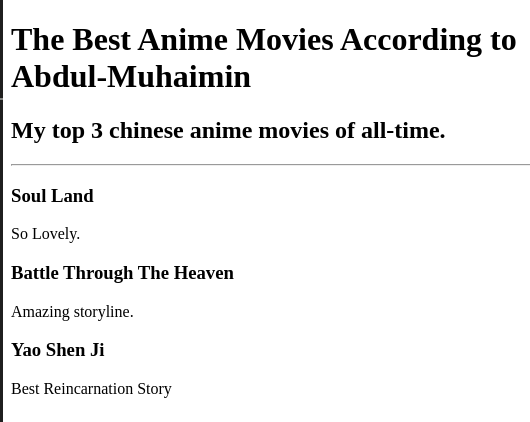 The Best Anime Movies According to
Abdul-Muhaimin
My top 3 chinese anime movies of all-time.
Soul Land
So Lovely.
Battle Through The Heaven
Amazing storyline.
Yao Shen Ji
Best Reincarnation Story